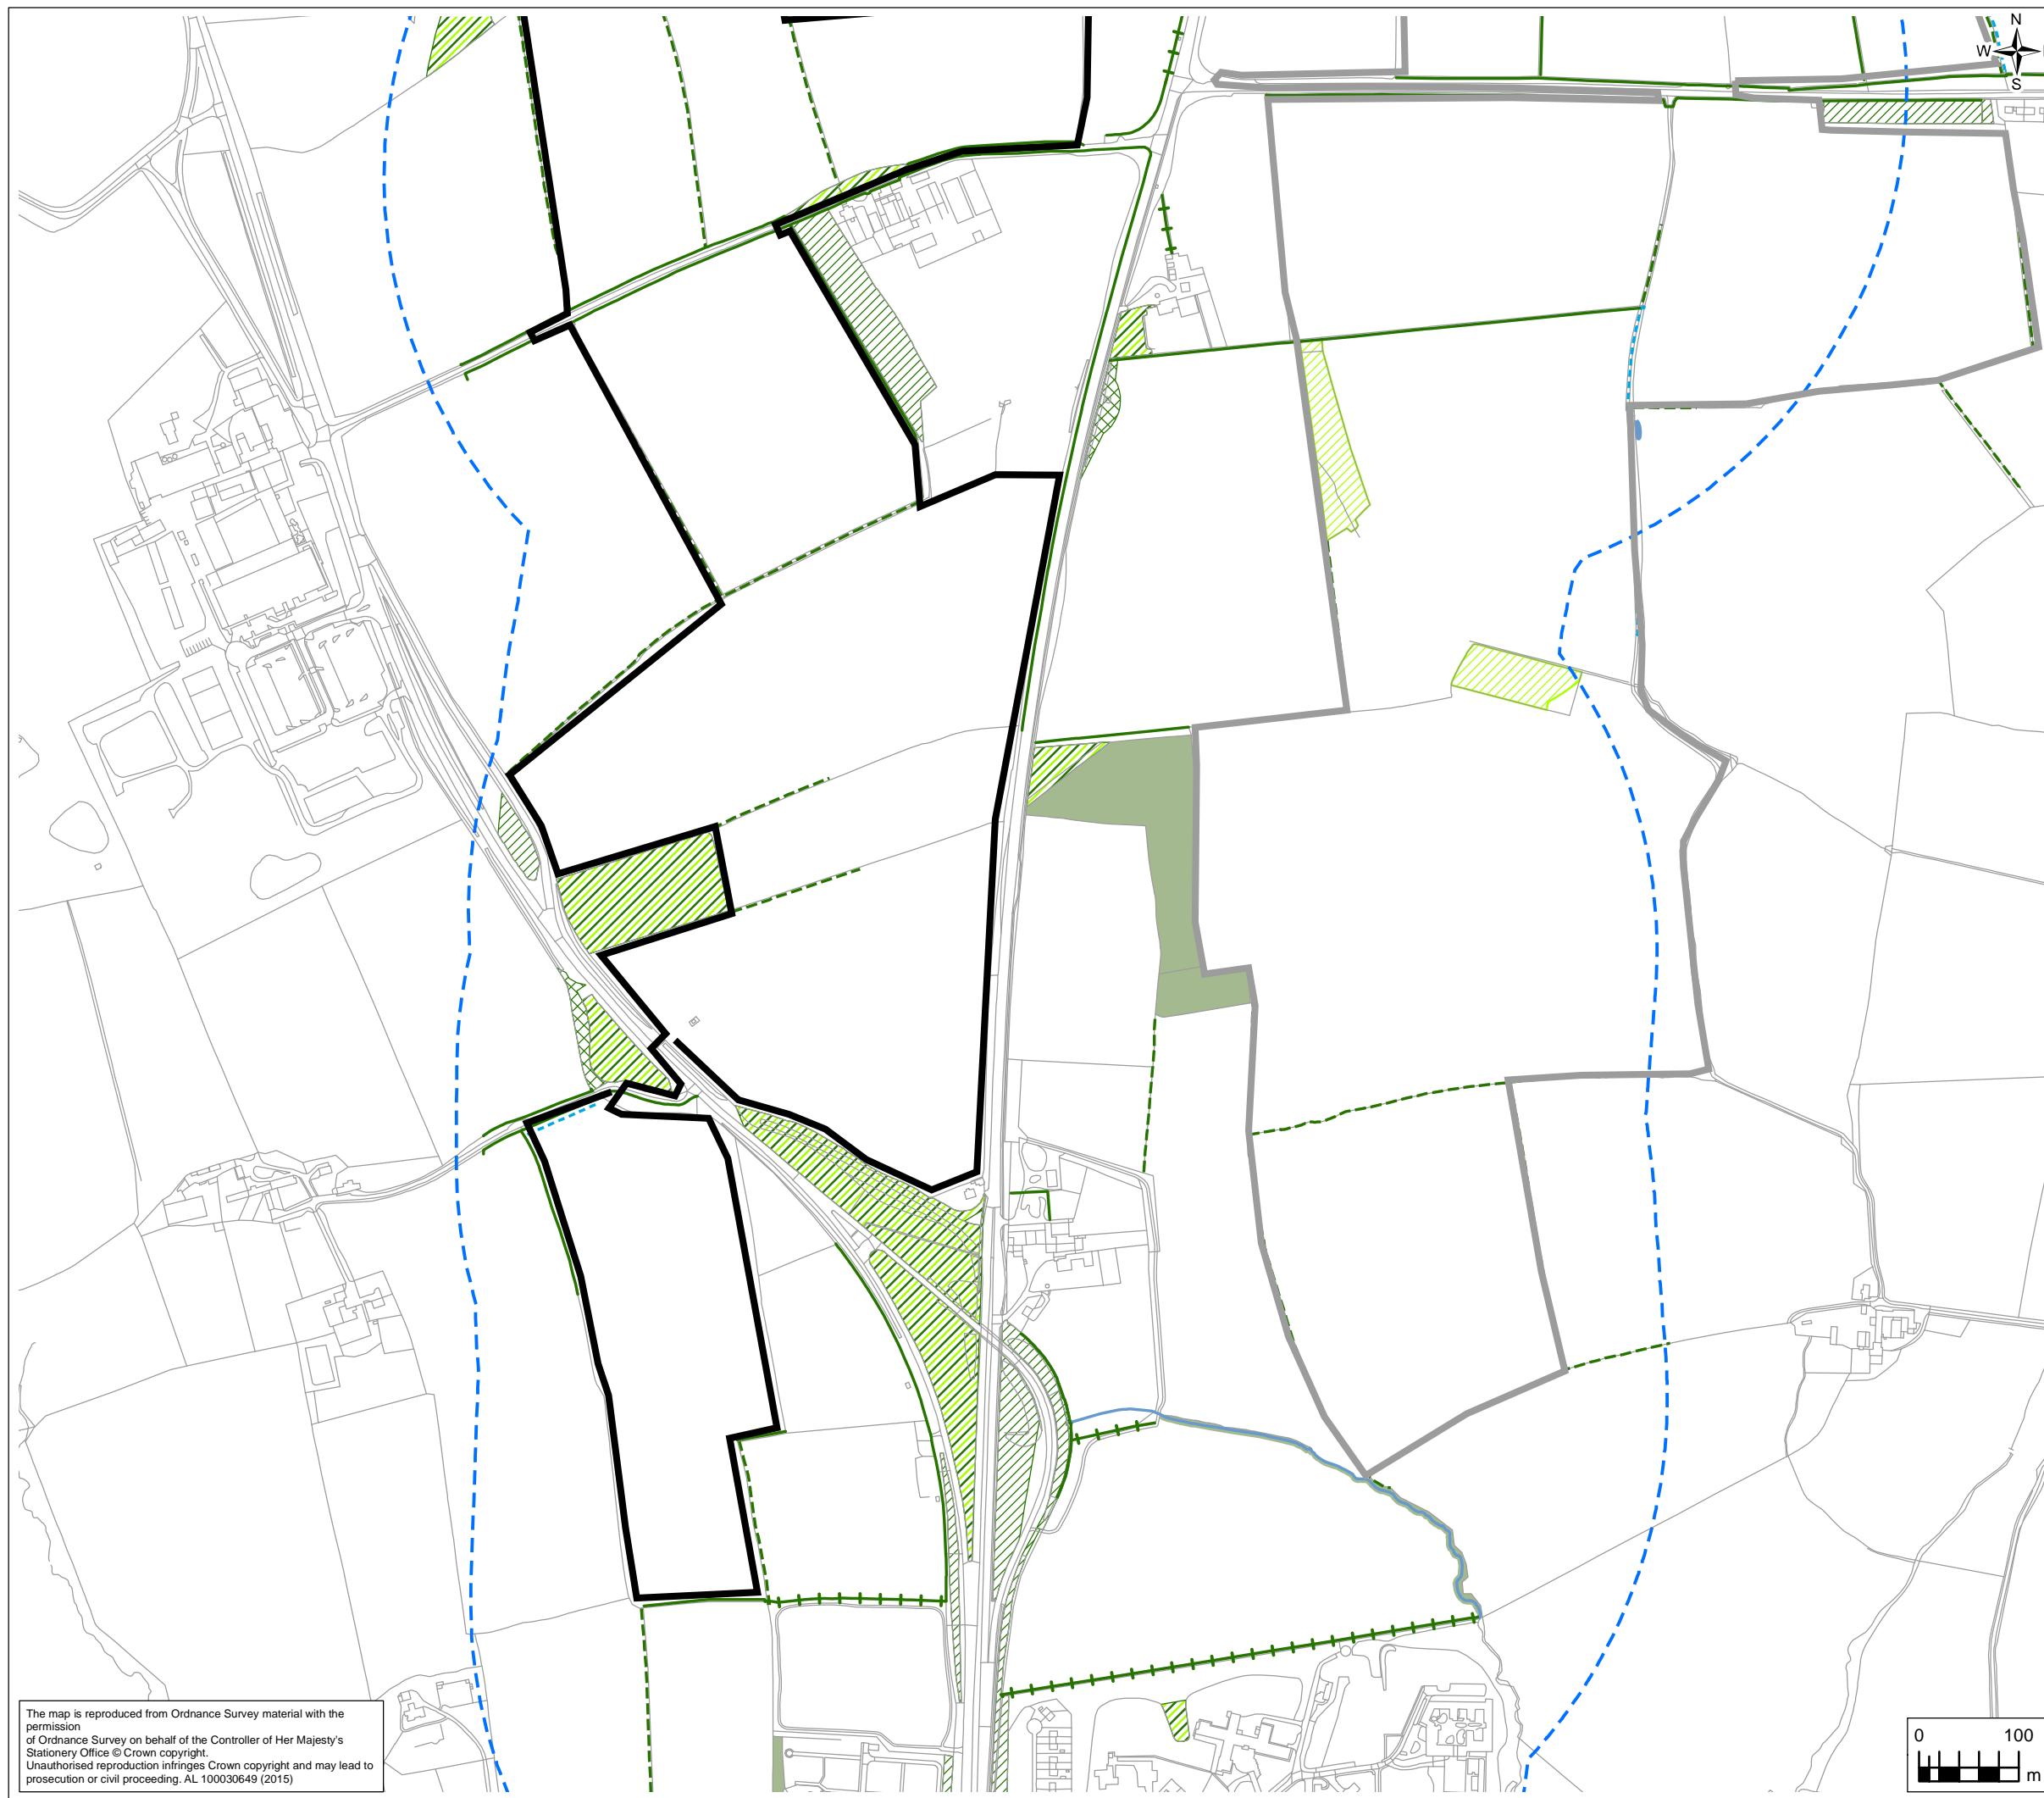 N
W
S
The map is reproduced from Ordnance Survey material with the
permission
of Ordnance Survey on behalf of the Controller of Her Majesty's
Stationery Office © Crown copyright.
Unauthorised reproduction infringes Crown copyright and may lead to
prosecution or civil proceeding. AL 100030649 (2015)
0 100
m